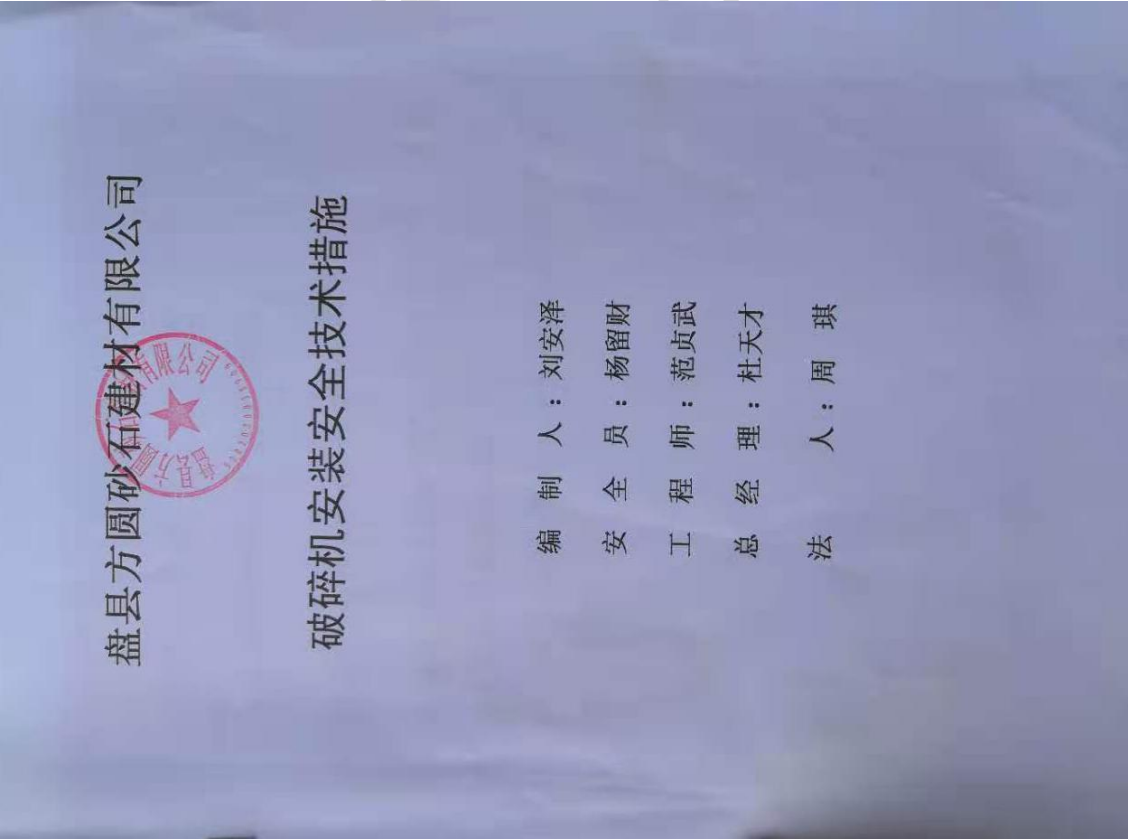 盘县方圆砂石建材有限公司
破碎机安装安全技术措施
编 制 人：刘安泽
安 全 员：杨留财
工 程 师：范贞武
总 经 理：杜天才
法 人：周 琪